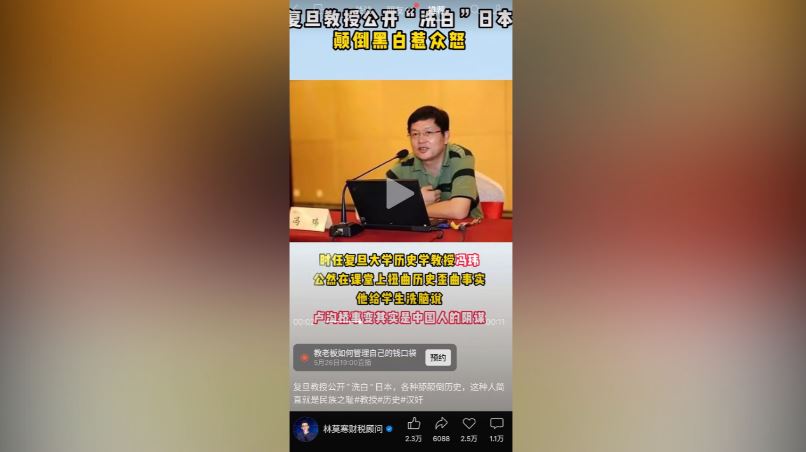 复旦教授公开“洗白”日本
颠倒黑白惹众怒
冯 玮
时任复旦大学历史学教授冯玮
公然在课堂上扭曲历史歪曲事实
他给学生洗脑说
卢沟桥事变其实是中国人的阴谋
教老板如何管理自己的钱口袋
5月26日19:00直播
预约
复旦教授公开“洗白”日本，各种舔颠倒历史，这种人简
直就是民族之耻#教授#历史#汉奸
林莫寒财税顾问
2.3万
6088
2.5万
1.1万